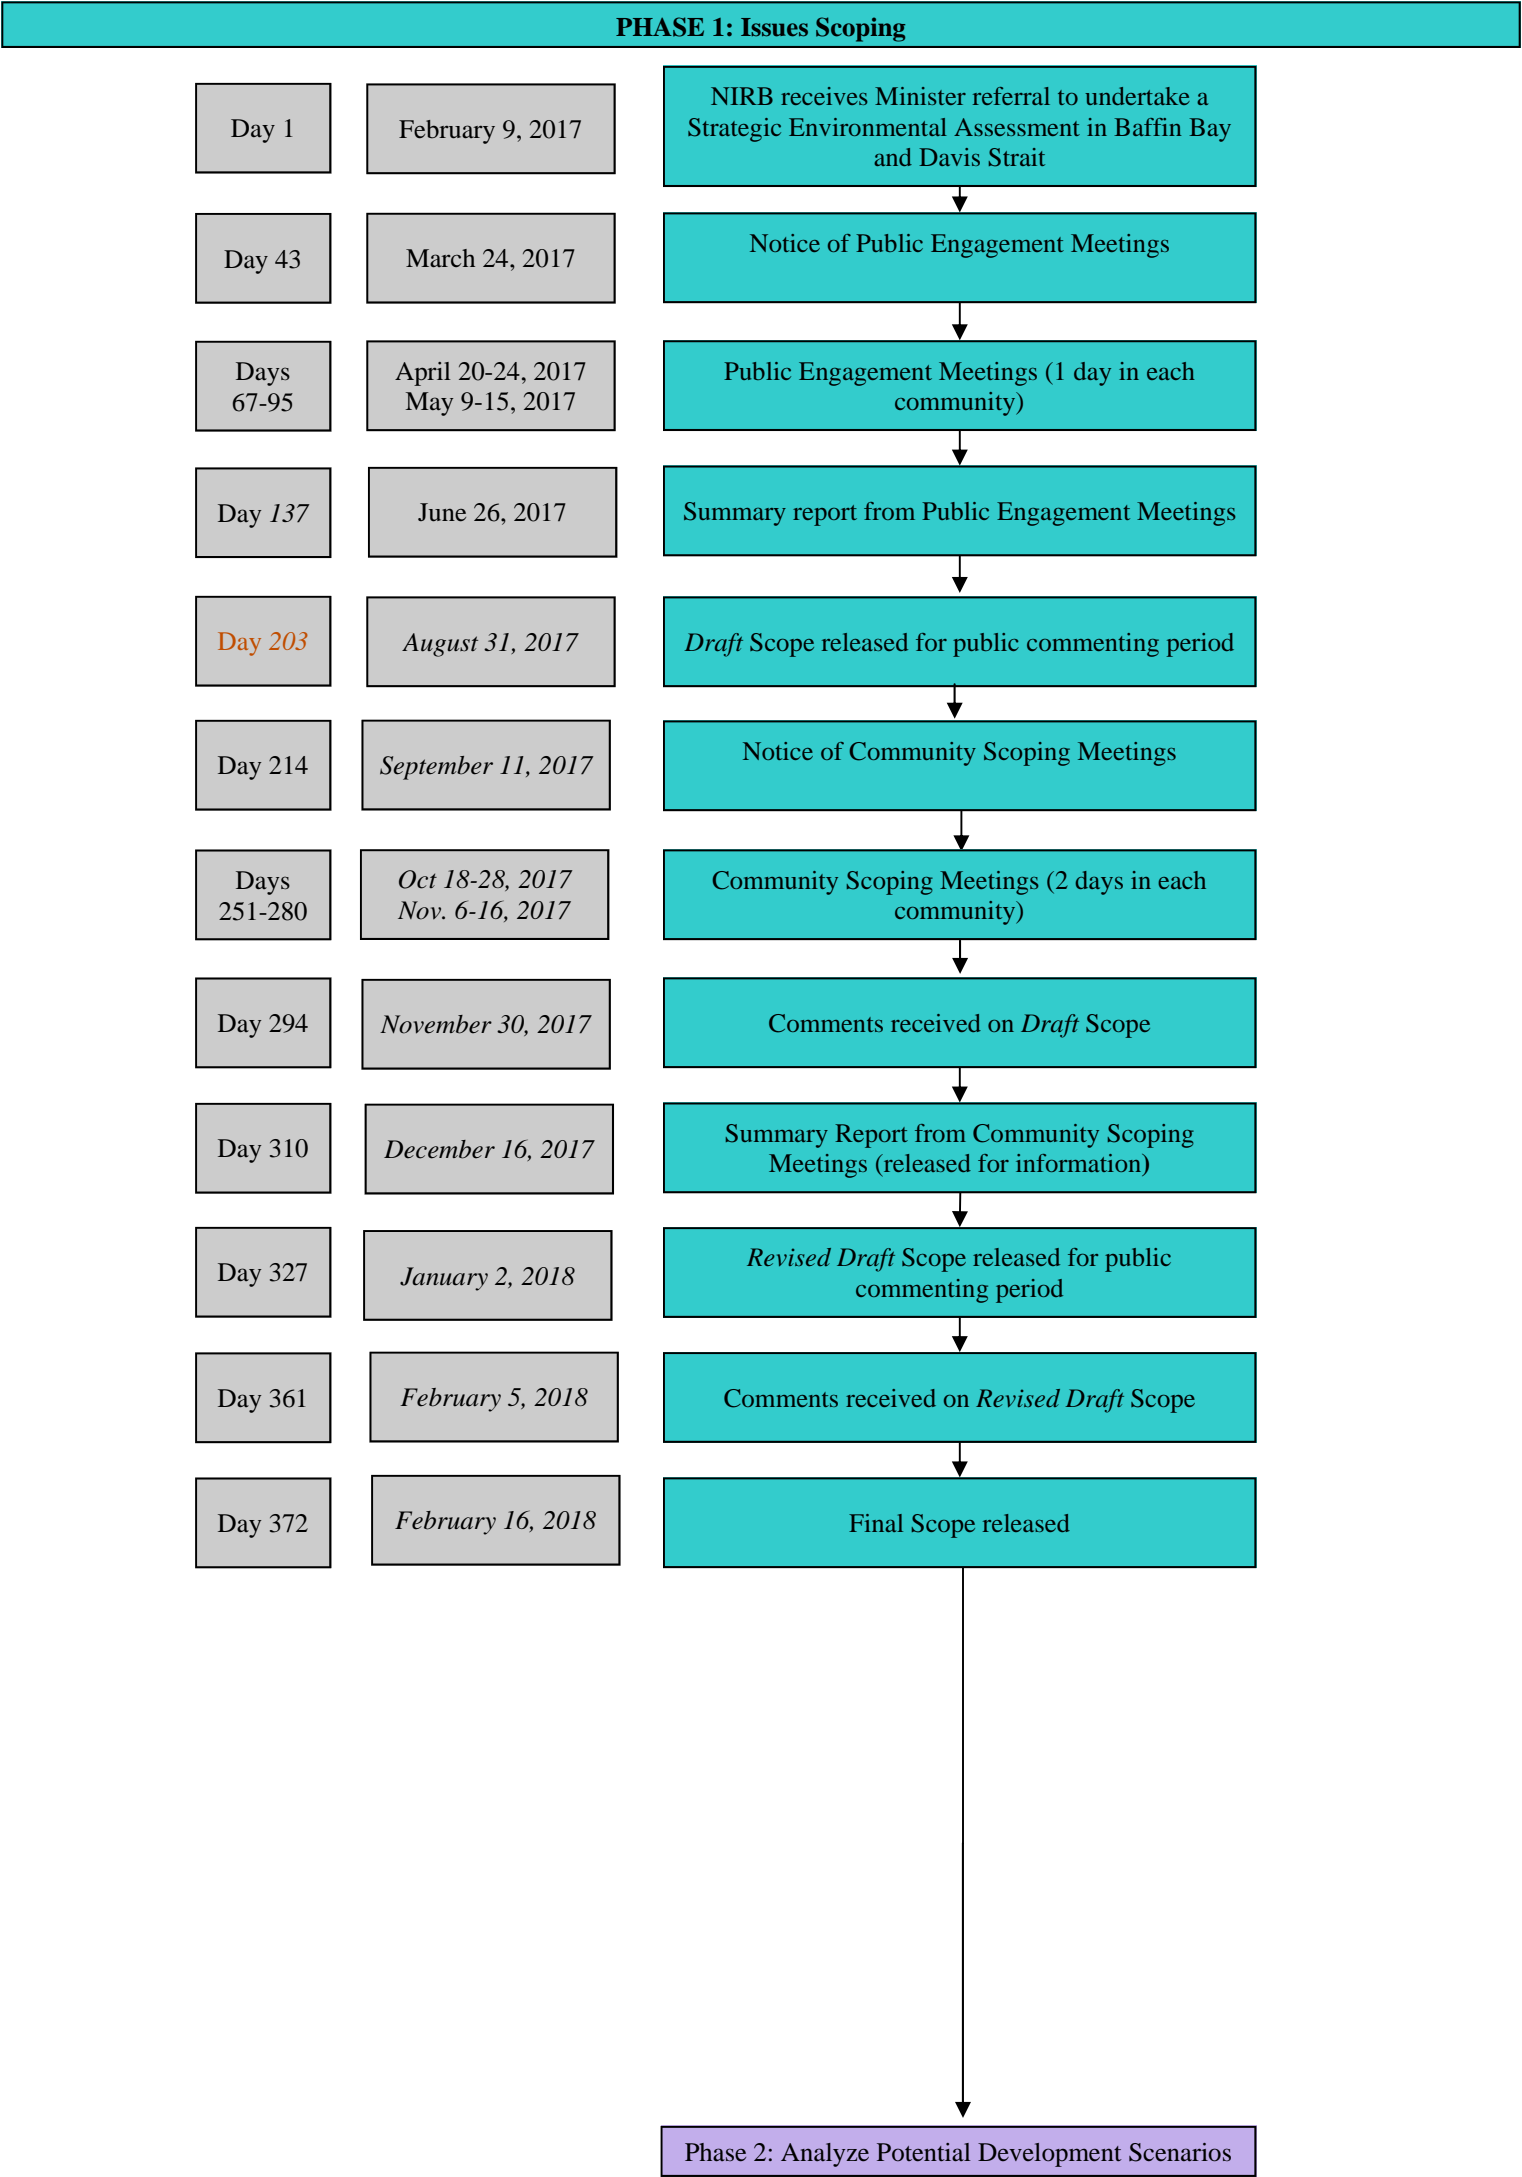 PHASE 1: Issues Scoping
Day 1
February 9, 2017
NIRB receives Minister referral to undertake a
Strategic Environmental Assessment in Baffin Bay
and Davis Strait
Day 43
March 24, 2017
Notice of Public Engagement Meetings
Days
67-95
April 20-24, 2017
May 9-15, 2017
Public Engagement Meetings (1 day in each
community)
Day 137
June 26, 2017
Summary report from Public Engagement Meetings
Day 203
August 31, 2017
Draft Scope released for public commenting period
Day 214
September 11, 2017
Notice of Community Scoping Meetings
Days
251-280
Oct 18-28, 2017
Nov. 6-16, 2017
Community Scoping Meetings (2 days in each
community)
Day 294
November 30, 2017
Comments received on Draft Scope
Day 310
December 16, 2017
Summary Report from Community Scoping
Meetings (released for information)
Day 327
January 2, 2018
Revised Draft Scope released for public
commenting period
Day 361
February 5, 2018
Comments received on Revised Draft Scope
Day 372
February 16, 2018
Final Scope released
Phase 2: Analyze Potential Development Scenarios